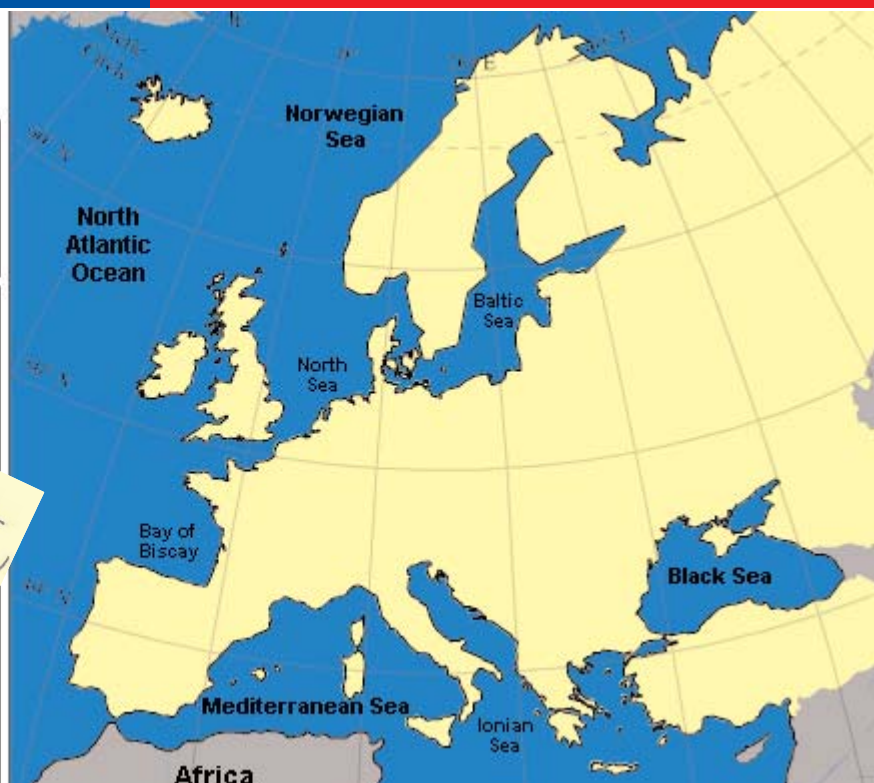 Norwegian
Sea
North
Atlantic
Ocean
Baltic
Sea
North
Sea
Bay of
Biscay
Black Sea
Mediterranean Sea
Ionian
Sea
Africa